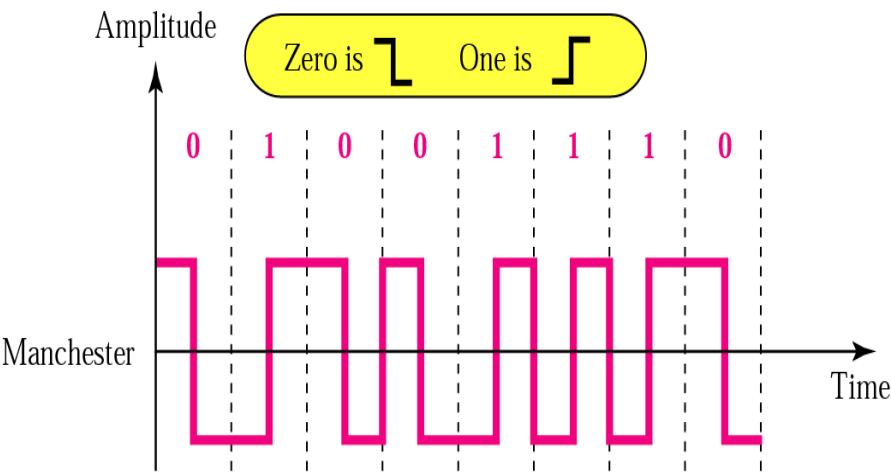 Amplitude
Zero is One is
0 1 0 0 1 1 1 0
Manchester
Time